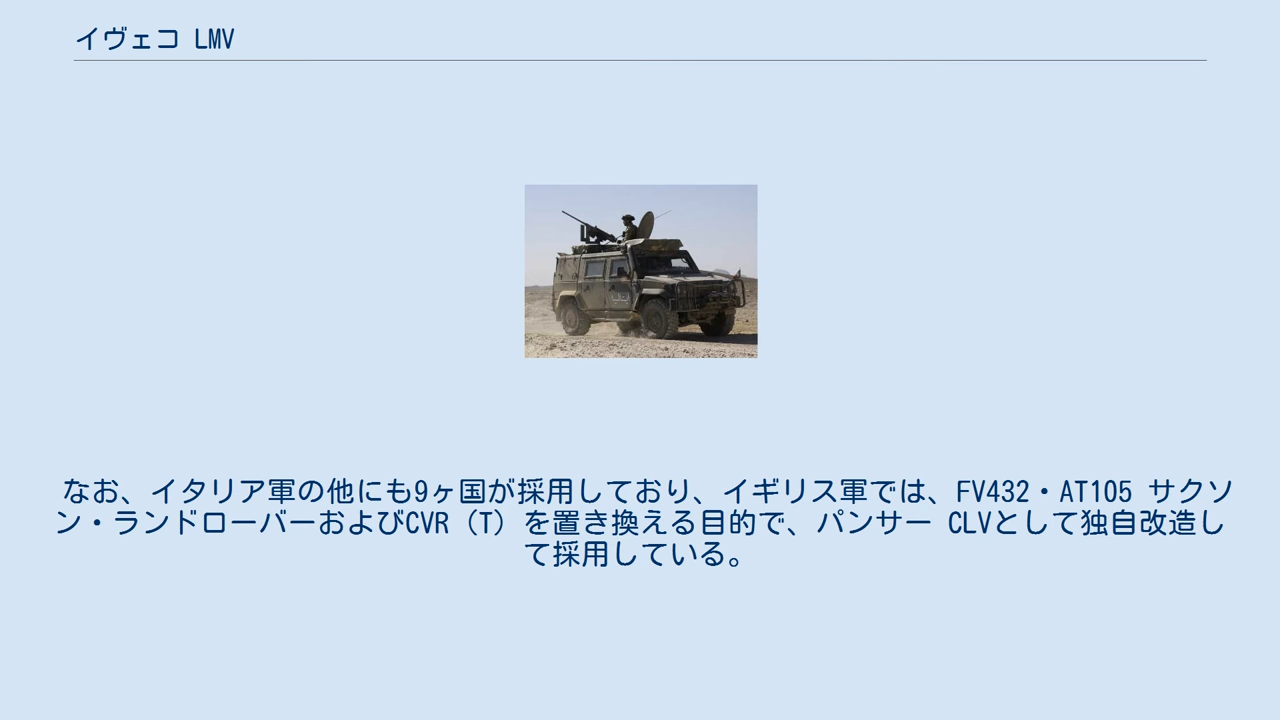 イヴェコ LMV
なお、イタリア軍の他にも9ヶ国が採用しており、イギリス軍では、FV432・AT105 サクソ
ン・ランドローバーおよびCVR（T）を置き換える目的で、パンサー CLVとして独自改造し
て採用している。